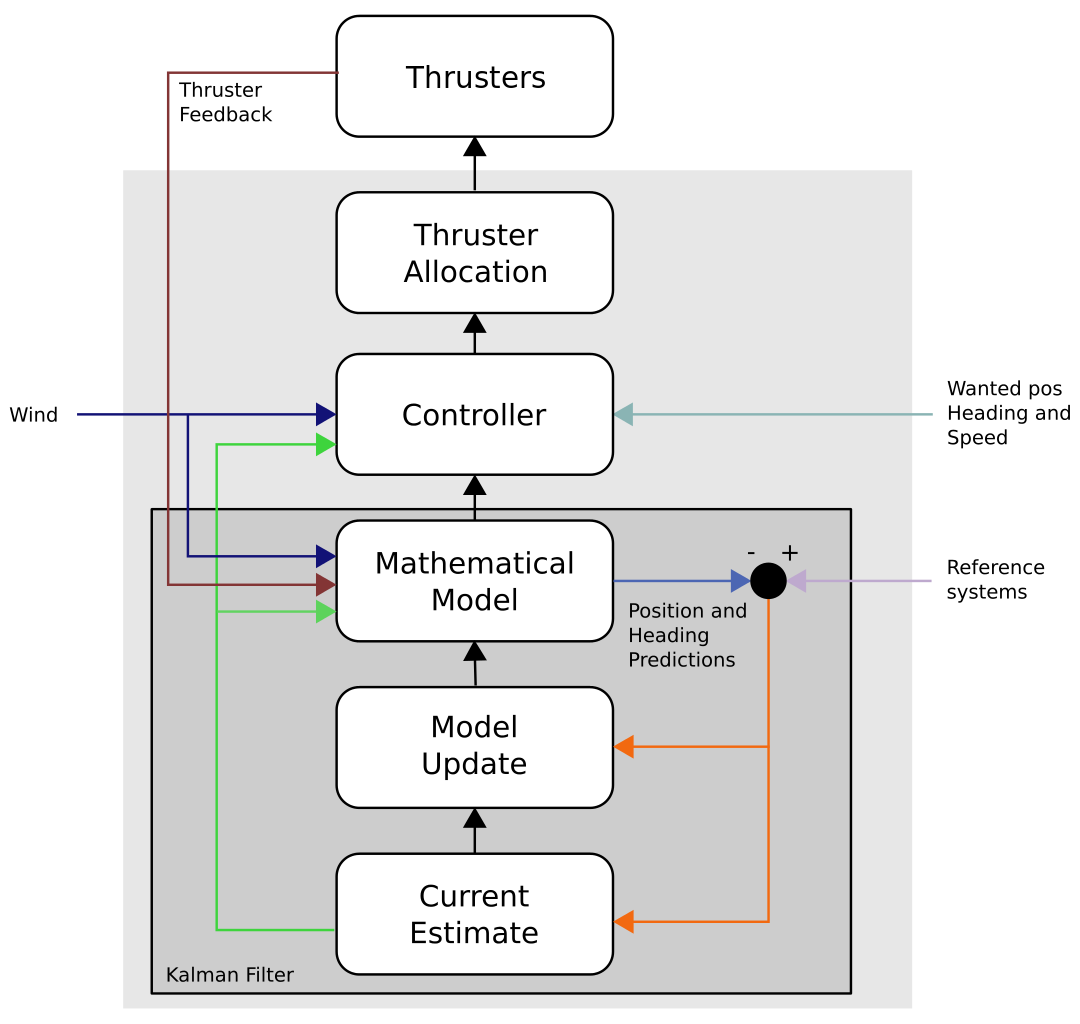 Thrusters
Thruster
Feedback
Thruster
Allocation
Wind
Controller
Wanted pos
Heading and
Speed
Mathematical
Model
- +
Reference
systems
Position and
Heading
Predictions
Model
Update
Current
Estimate
Kalman Filter